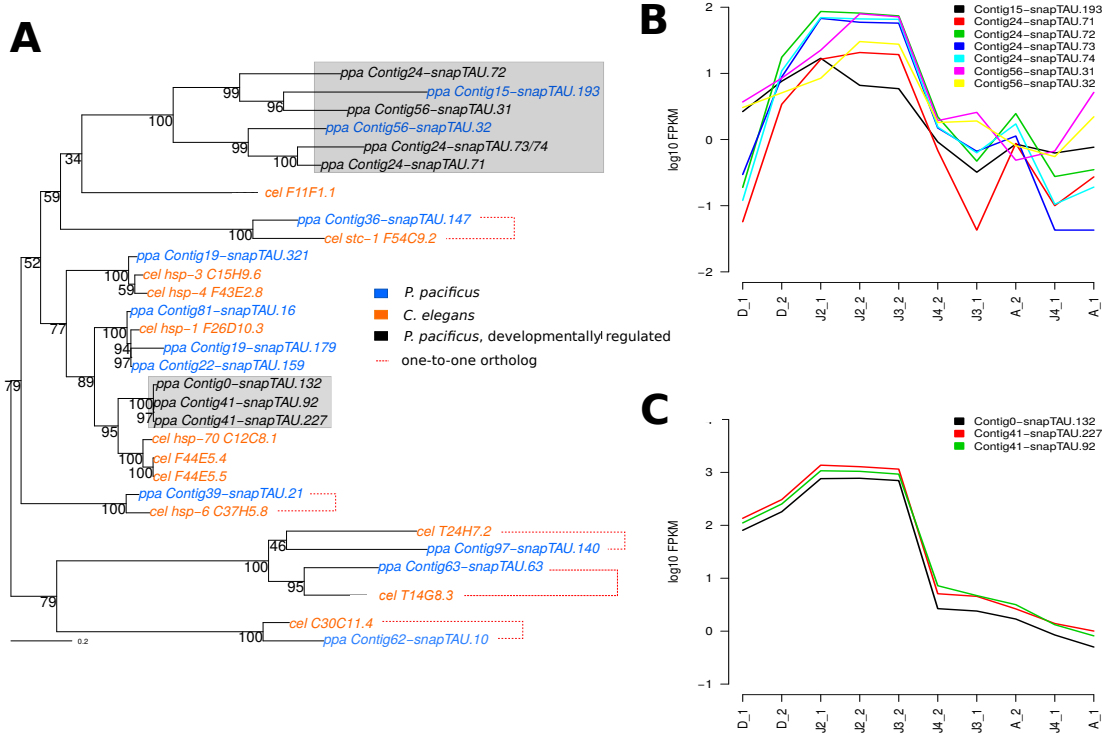 A
ppa Contig24-snapTAU.72
99
ppa Contig15-snapTAU.193
96
ppa Contig56-snapTAU.31
100
ppa Contig56-snapTAU.32
99
ppa Contig24-snapTAU.73/74
100
ppa Contig24-snapTAU.71
34
cel F11F1.1
59
ppa Contig36-snapTAU.147
100
cel stc-1 F54C9.2
52
ppa Contig19-snapTAU.321
100
cel hsp-3 C15H9.6
59
cel hsp-4 F43E2.8
77
ppa Contig81-snapTAU.16
100
cel hsp-1 F26D10.3
94
ppa Contig19-snapTAU.179
97
ppa Contig22-snapTAU.159
89
ppa Contig0-snapTAU.132
100
ppa Contig41-snapTAU.92
97
ppa Contig41-snapTAU.227
95
cel hsp-70 C12C8.1
100
cel F44E5.4
100
cel F44E5.5
79
ppa Contig39-snapTAU.21
100
cel hsp-6 C37H5.8
cel T24H7.2
46
ppa Contig97-snapTAU.140
100
ppa Contig63-snapTAU.63
95
cel T14G8.3
79
cel C30C11.4
100
ppa Contig62-snapTAU.10
0.2
P. pacificus
C. elegans
P. pacificus, developmentally regulated
one-to-one ortholog
B
Contig15-snapTAU.193
Contig24-snapTAU.71
Contig24-snapTAU.72
Contig24-snapTAU.73
Contig24-snapTAU.74
Contig56-snapTAU.31
Contig56-snapTAU.32
log10 FPKM
2
1
0
-1
-2
D_1
D_2
J2_1
J2_2
J3_2
J4_2
J3_1
A_2
J4_1
A_1
C
Contig0-snapTAU.132
Contig41-snapTAU.227
Contig41-snapTAU.92
log10 FPKM
3
2
1
0
-1
D_1
D_2
J2_1
J2_2
J3_2
J4_2
J3_1
A_2
J4_1
A_1